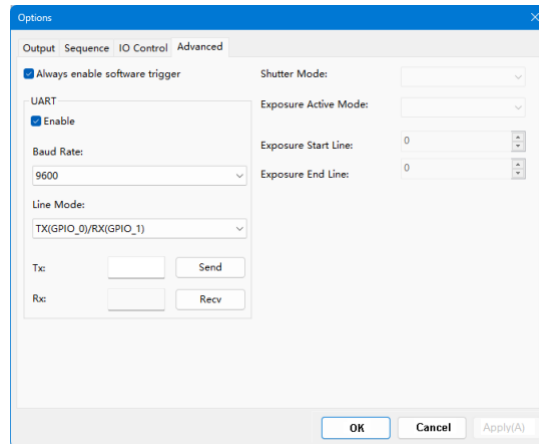 Options
Output Sequence IO Control Advanced
Always enable software trigger
UART
Enable
Baud Rate:
9600
Line Mode:
TX(GPIO_0)/RX(GPIO_1)
Tx:
Send
Rx:
Recv
Shutter Mode:
Exposure Active Mode:
Exposure Start Line:
0
Exposure End Line:
0
OK Cancel Apply(A)